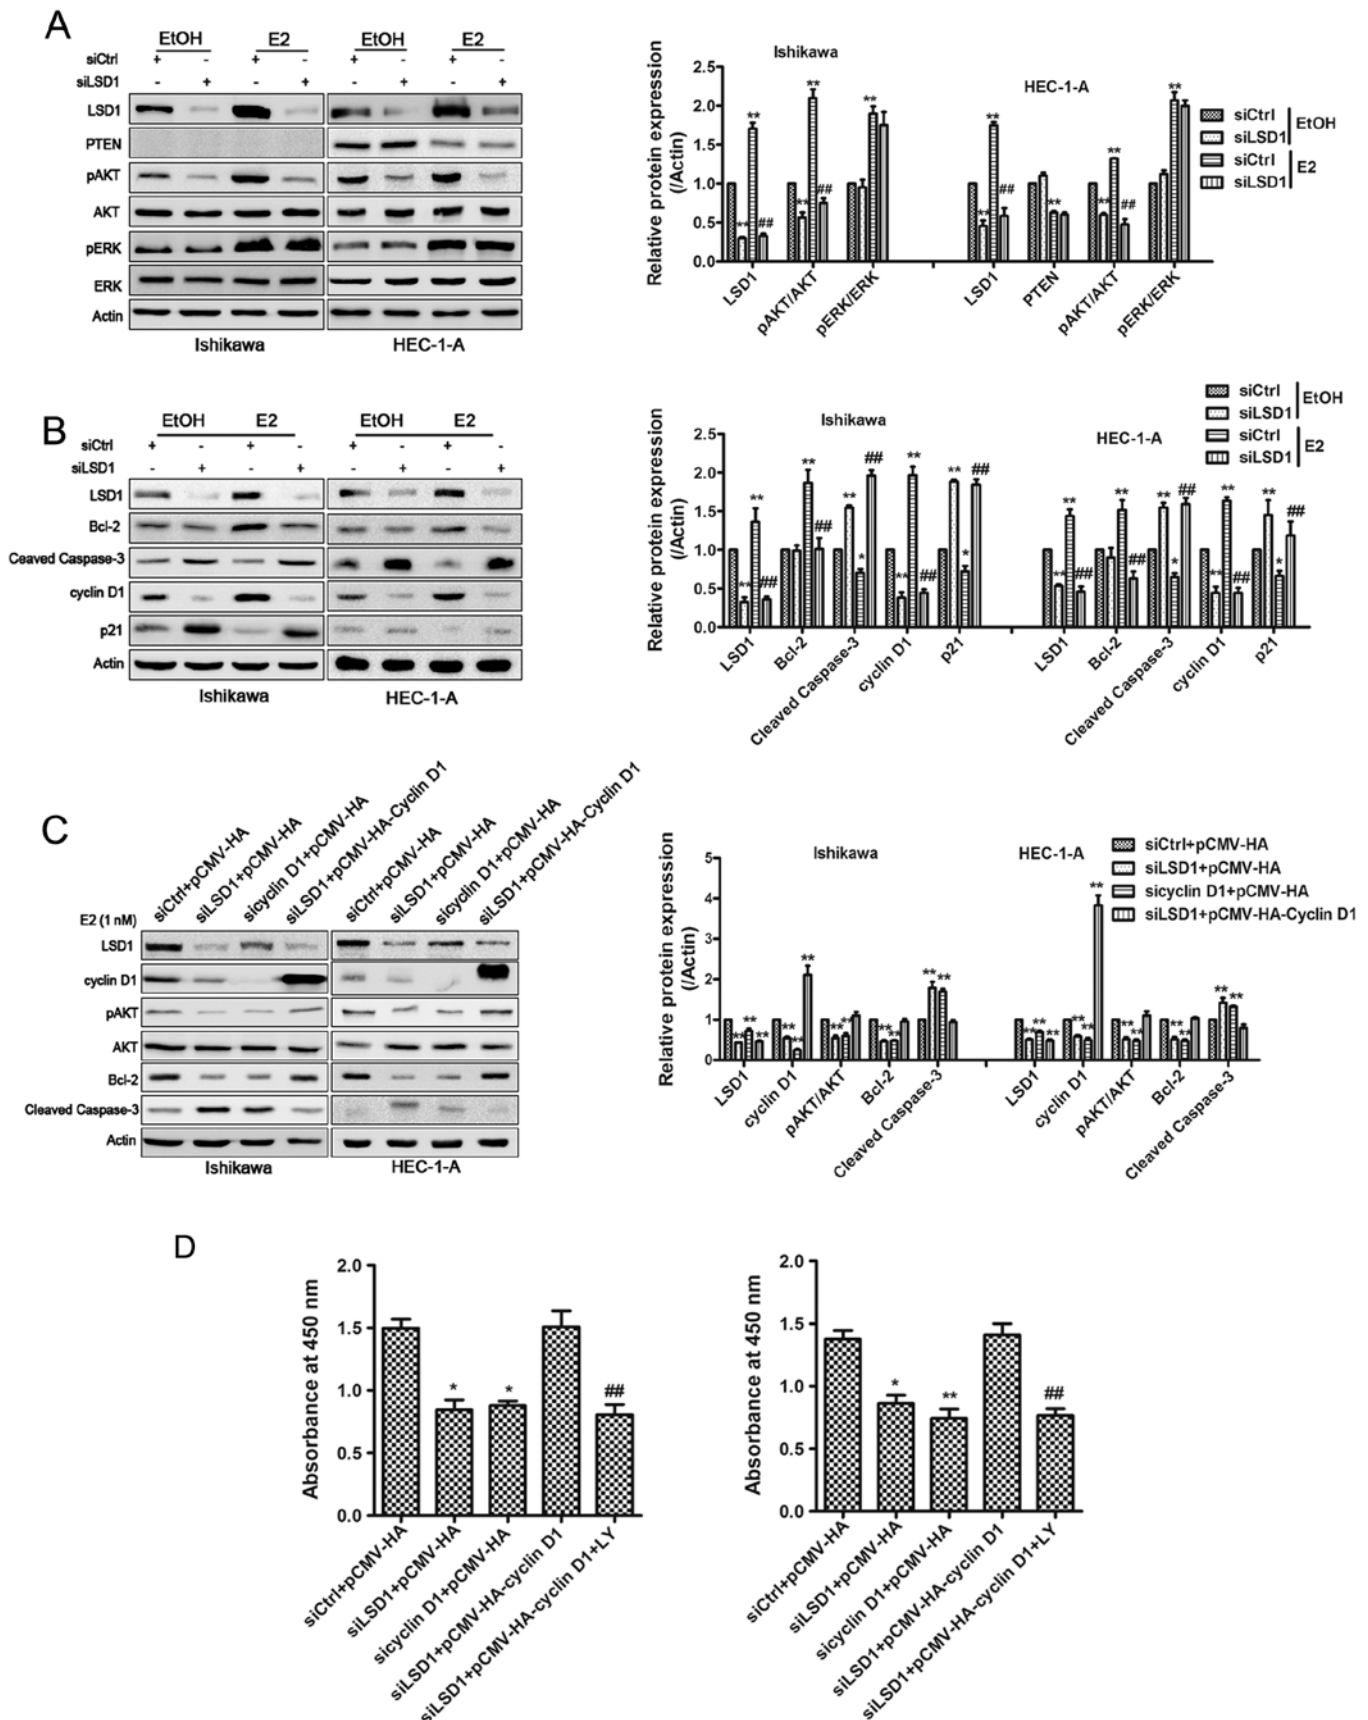 A
EtOH E2 EtOH E2
siCtrl + - + - + - + -
siLSD1 - + - + - + - +
LSD1
PTEN
pAKT
AKT
pERK
ERK
Actin
Ishikawa HEC-1-A
Relative protein expression
(/Actin)
2.5
2.0
1.5
1.0
0.5
0.0
Ishikawa
HEC-1-A
** ** ** ** ## ** ##
** ** ** ** ** ## ** ##
LSD1 pAKT/AKT pERK/ERK LSD1 PTEN pAKT/AKT pERK/ERK
siCtrl
siLSD1
EtOH
siCtrl
siLSD1
E2
B
EtOH E2 EtOH E2
siCtrl + - + - + - + -
siLSD1 - + - + - + - +
LSD1
Bcl-2
Cleaved Caspase-3
cyclin D1
p21
Actin
Ishikawa HEC-1-A
siCtrl
siLSD1
EtOH
siCtrl
siLSD1
E2
Relative protein expression
(/Actin)
2.5
2.0
1.5
1.0
0.5
0.0
Ishikawa
HEC-1-A
** ** ## ** ** ** ## ** ## ** * ## ** * ##
** ** ## ** ** ** ## ** ## ** * ## ** * ##
LSD1 Bcl-2 Cleaved Caspase-3 cyclin D1 p21 LSD1 Bcl-2 Cleaved Caspase-3 cyclin D1 p21
C
siCtrl+pCMV-HA
siLSD1+pCMV-HA
sicyclin D1+pCMV-HA
siLSD1+pCMV-HA-Cyclin D1
siCtrl+pCMV-HA
siLSD1+pCMV-HA
sicyclin D1+pCMV-HA
siLSD1+pCMV-HA-Cyclin D1
E2 (1 nM)
LSD1
cyclin D1
pAKT
AKT
Bcl-2
Cleaved Caspase-3
Actin
Ishikawa HEC-1-A
Relative protein expression
(/Actin)
5
4
3
2
1
0
Ishikawa
HEC-1-A
** ** ** ** ** ** ** ** ** ** ** **
** ** ** ** ** ** ** ** ** ** ** **
LSD1 cyclin D1 pAKT/AKT Bcl-2 Cleaved Caspase-3 LSD1 cyclin D1 pAKT/AKT Bcl-2 Cleaved Caspase-3
siCtrl+pCMV-HA
siLSD1+pCMV-HA
sicyclin D1+pCMV-HA
siLSD1+pCMV-HA-Cyclin D1
D
Absorbance at 450 nm
2.0
1.5
1.0
0.5
0.0
* * ##
siCtrl+pCMV-HA
siLSD1+pCMV-HA
sicyclin D1+pCMV-HA
siLSD1+pCMV-HA-cyclin D1
siLSD1+pCMV-HA-cyclin D1+LY
Absorbance at 450 nm
2.0
1.5
1.0
0.5
0.0
* ** ##
siCtrl+pCMV-HA
siLSD1+pCMV-HA
sicyclin D1+pCMV-HA
siLSD1+pCMV-HA-cyclin D1
siLSD1+pCMV-HA-cyclin D1+LY